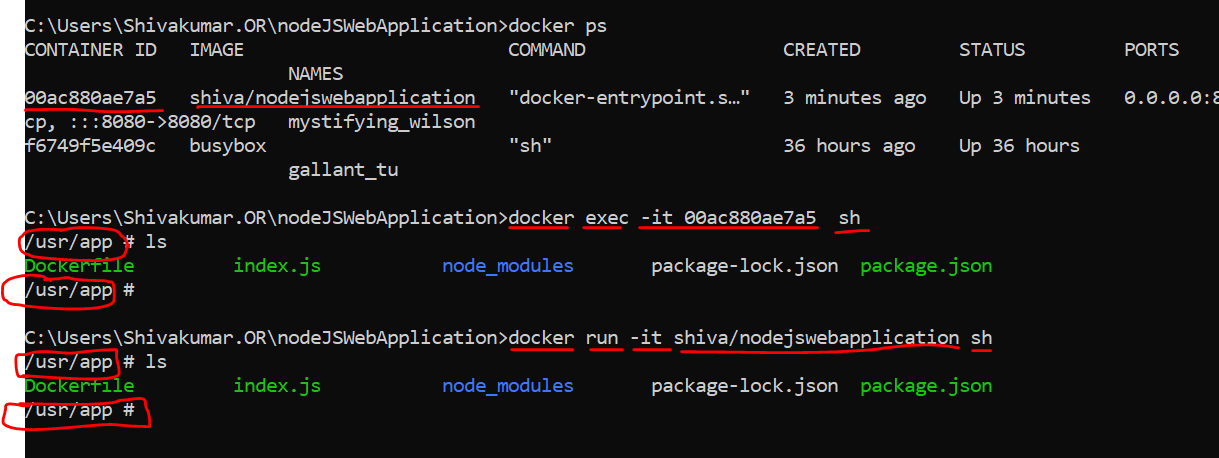 C:\Users\Shivakumar.OR\nodeJSWebApplication>docker ps
CONTAINER ID   IMAGE                      COMMAND                CREATED         STATUS        PORTS
                      NAMES
00ac880ae7a5   shiva/nodejswebapplication   "docker-entrypoint.s…"   3 minutes ago   Up 3 minutes   0.0.0.0:8
cp, :::8080->8080/tcp   mystifying_wilson
f6749f5e409c   busybox                    "sh"                   36 hours ago    Up 36 hours
                      gallant_tu
C:\Users\Shivakumar.OR\nodeJSWebApplication>docker exec -it 00ac880ae7a5  sh
/usr/app # ls
Dockerfile         index.js           node_modules       package-lock.json  package.json
/usr/app #
C:\Users\Shivakumar.OR\nodeJSWebApplication>docker run -it shiva/nodejswebapplication sh
/usr/app # ls
Dockerfile         index.js           node_modules       package-lock.json  package.json
/usr/app #